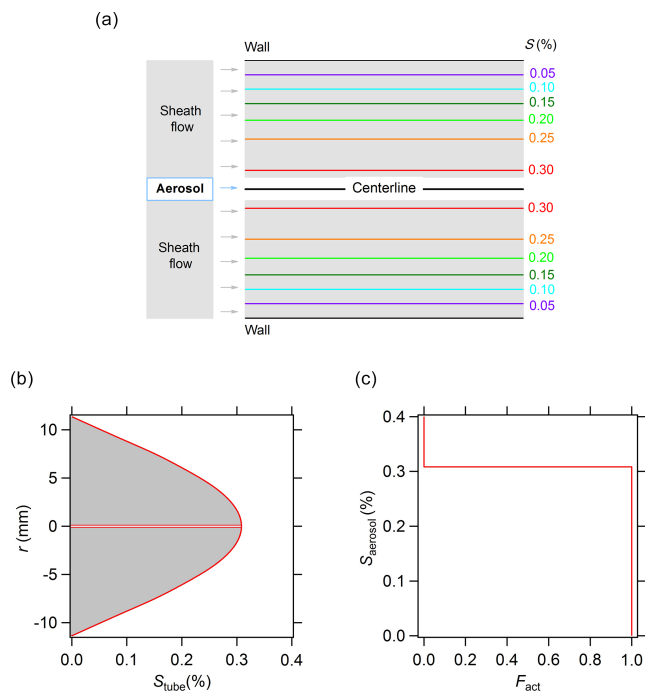 (a)
Wall
S (%)
0.05
0.10
0.15
0.20
0.25
0.30
Sheath
flow
Aerosol
Centerline
0.30
0.25
0.20
0.15
0.10
0.05
Sheath
flow
Wall
(b)
10
5
0
-5
-10
r (mm)
0.0 0.1 0.2 0.3 0.4
Stube(%)
(c)
0.4
0.3
0.2
0.1
0.0
Saerosol(%)
0.0 0.2 0.4 0.6 0.8 1.0
Fact